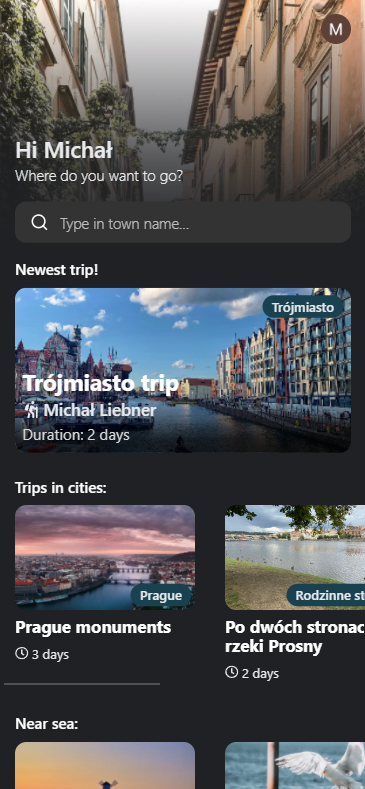 M
Hi Michał
Where do you want to go?
Type in town name...
Newest trip!
Trójmiasto
Trójmiasto trip
Michał Liebner
Duration: 2 days
Trips in cities:
Prague
Rodzinne st
Prague monuments
3 days
Po dwóch stronac
rzeki Prosny
2 days
Near sea: